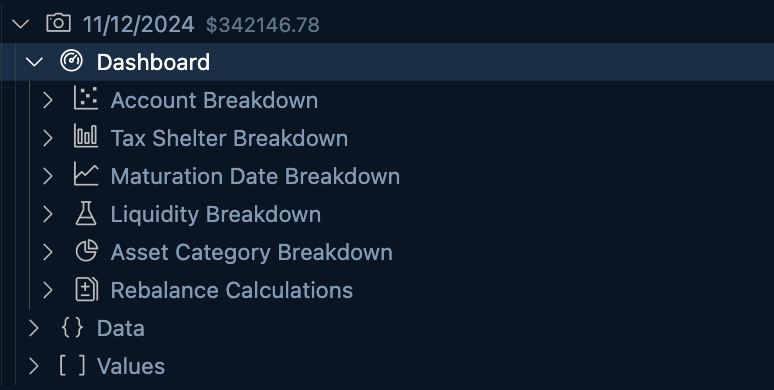 11/12/2024 $342146.78
Dashboard
Account Breakdown
Tax Shelter Breakdown
Maturation Date Breakdown
Liquidity Breakdown
Asset Category Breakdown
Rebalance Calculations
{} Data
[ ] Values